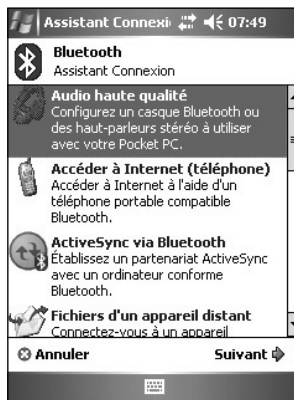 Assistant Connexi 07:49
Bluetooth
Assistant Connexion
Audio haute qualité
Configurez un casque Bluetooth ou
des haut-parleurs stéréo à utiliser
avec votre Pocket PC.
Accéder à Internet (téléphone)
Accéder à Internet à l'aide d'un
téléphone portable compatible
Bluetooth.
ActiveSync via Bluetooth
Établissez un partenariat ActiveSync
avec un ordinateur conforme
Bluetooth.
Fichiers d'un appareil distant
Connectez-vous à un appareil
Annuler Suivant